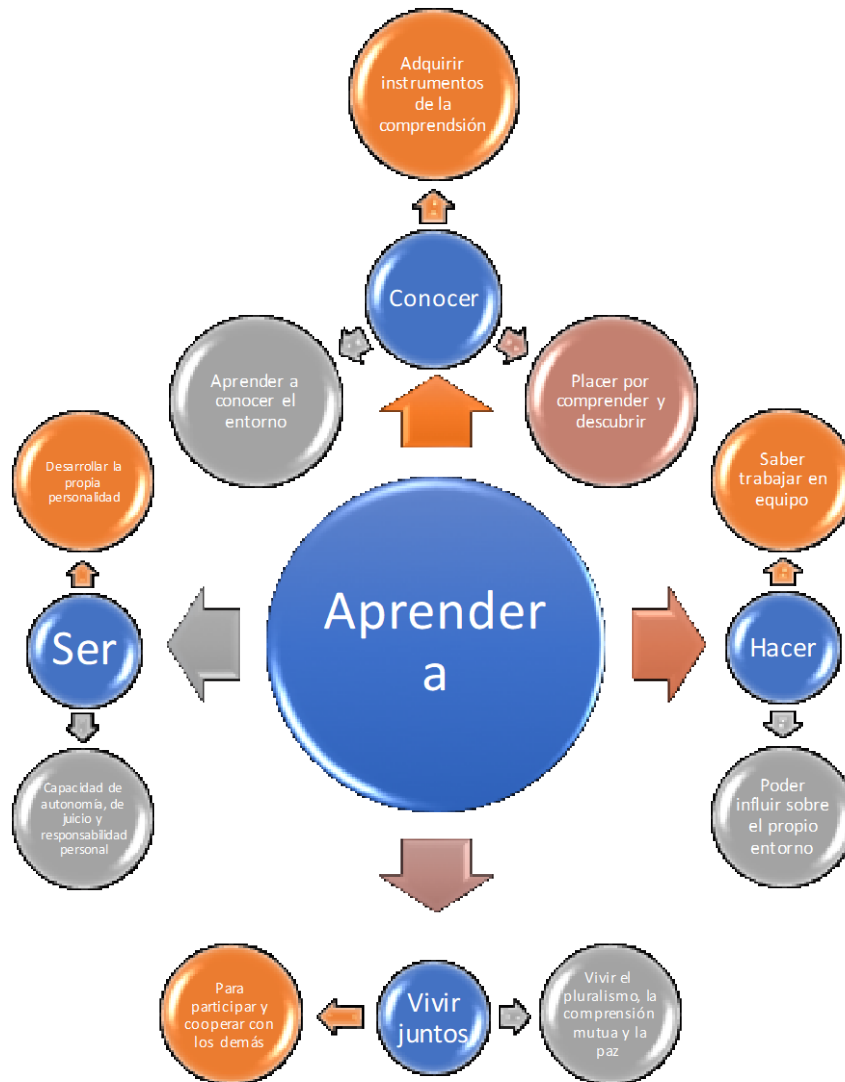 Adquirir
instrumentos
de la
comprendsión
Conocer
Aprender a
conocer el
entorno
Placer por
comprender y
descubrir
Desarrollar la
propia
personalidad
Saber
trabajar en
equipo
Aprender
a
Ser
Hacer
Capacidad de
autonomía, de
juicio y
responsabilidad
personal
Poder
influir sobre
el propio
entorno
Para
participar y
cooperar con
los demás
Vivir
juntos
Vivir el
pluralismo, la
comprensión
mutua y la
paz